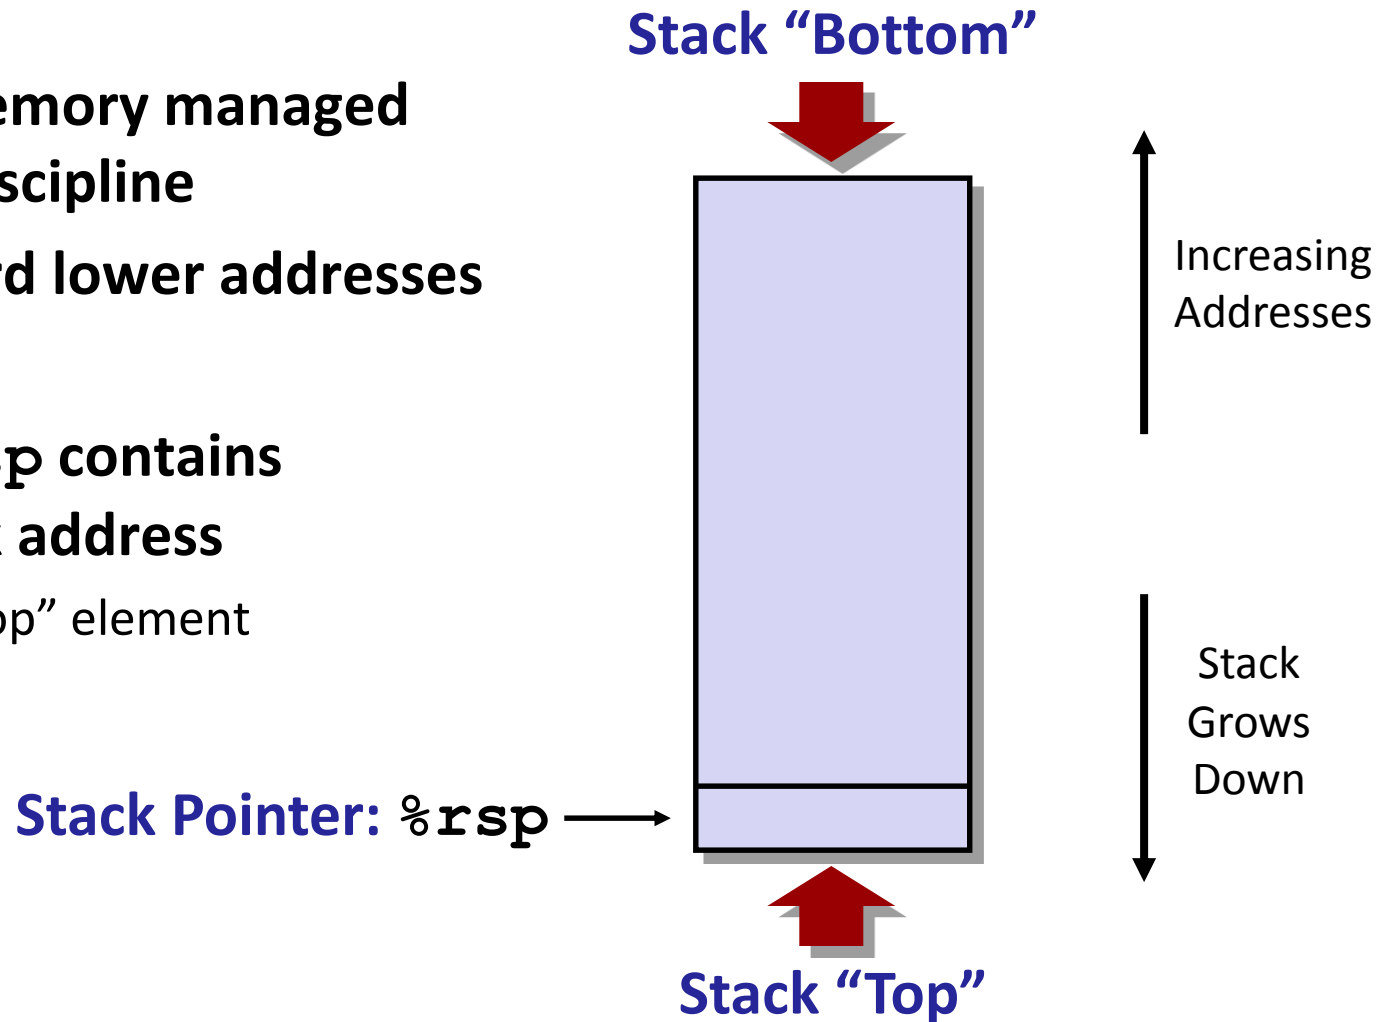 Stack “Bottom”
emory managed
scipline
rd lower addresses
Increasing
Addresses
p contains
address
op” element
Stack
Grows
Down
Stack Pointer: %rsp
Stack “Top”